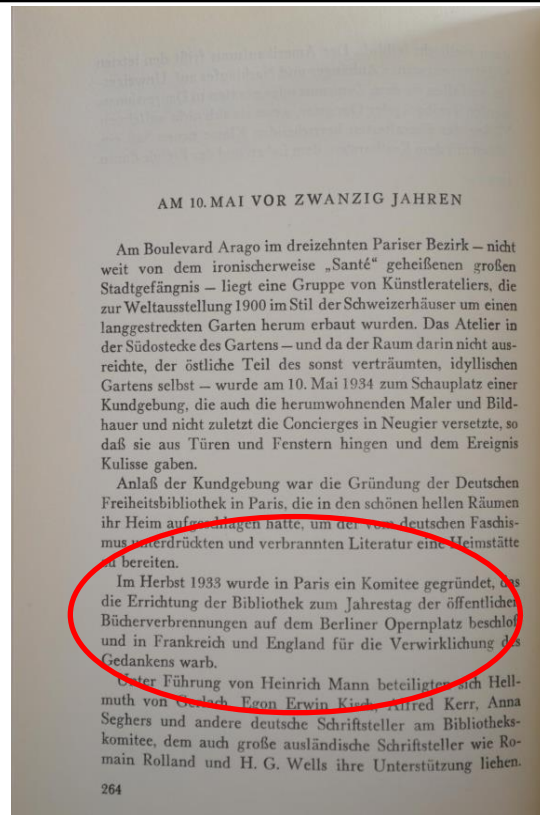 AM 10. MAI VOR ZWANZIG JAHREN
Am Boulevard Arago im dreizehnten Pariser Bezirk — nicht
weit von dem ironischerweise „Santé“ geheißenen großen
Stadtgefängnis — liegt eine Gruppe von Künstlerateliers, die
zur Weltausstellung 1900 im Stil der Schweizerhäuser um einen
langgestreckten Garten herum erbaut wurden. Das Atelier in
der Südostecke des Gartens — und da der Raum darin nicht aus-
reichte, der östliche Teil des sonst verträumten, idyllischen
Gartens selbst — wurde am 10. Mai 1934 zum Schauplatz einer
Kundgebung, die auch die herumwohnenden Maler und Bild-
hauer und nicht zuletzt die Concierges in Neugier versetzte, so
daß sie aus Türen und Fenstern hingen und dem Ereignis
Kulisse gaben.
Anlaß der Kundgebung war die Gründung der Deutschen
Freiheitsbibliothek in Paris, die in den schönen hellen Räumen
ihr Heim aufgeschlagen hatte, um der vom deutschen Faschis-
mus unterdrückten und verbrannten Literatur eine Heimstätte
zu bereiten.
Im Herbst 1933 wurde in Paris ein Komitee gegründet, das
die Errichtung der Bibliothek zum Jahrestag der öffentlichen
Bücherverbrennungen auf dem Berliner Opernplatz beschloß
und in Frankreich und England für die Verwirklichung des
Gedankens warb.
Unter Führung von Heinrich Mann beteiligten sich Hell-
muth von Gerlach, Egon Erwin Kisch, Alfred Kerr, Anna
Seghers und andere deutsche Schriftsteller am Bibliotheks-
komitee, dem auch große ausländische Schriftsteller wie Ro-
main Rolland und H. G. Wells ihre Unterstützung liehen.
264